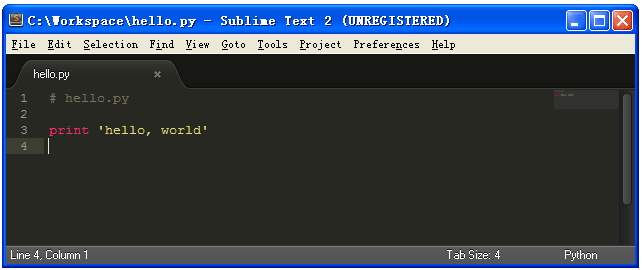 C:\Workspace\hello.py - Sublime Text 2 (UNREGISTERED)
File Edit Selection Find View Goto Tools Project Preferences Help
hello.py ×
1 # hello.py
2
3 print 'hello, world'
4
Line 4, Column 1 Tab Size: 4 Python